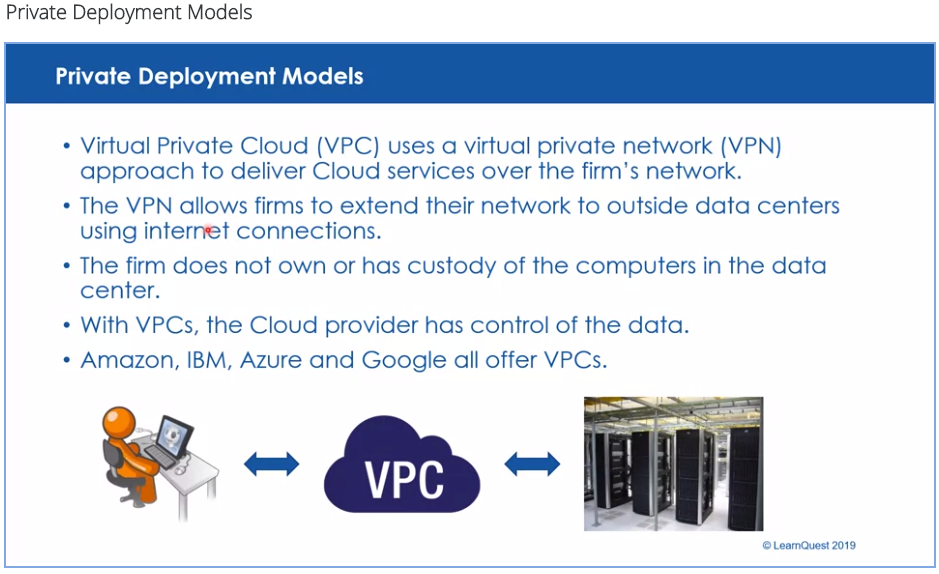 Private Deployment Models
Private Deployment Models
• Virtual Private Cloud (VPC) uses a virtual private network (VPN)
approach to deliver Cloud services over the firm's network.
• The VPN allows firms to extend their network to outside data centers
using internet connections.
• The firm does not own or has custody of the computers in the data
center.
• With VPCs, the Cloud provider has control of the data.
• Amazon, IBM, Azure and Google all offer VPCs.
VPC
© LearnQuest 2019